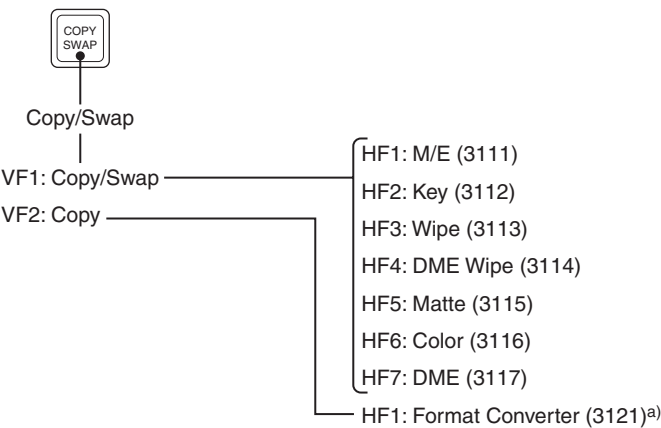 COPY
SWAP
Copy/Swap
VF1: Copy/Swap
VF2: Copy
HF1: M/E (3111)
HF2: Key (3112)
HF3: Wipe (3113)
HF4: DME Wipe (3114)
HF5: Matte (3115)
HF6: Color (3116)
HF7: DME (3117)
HF1: Format Converter (3121)a)